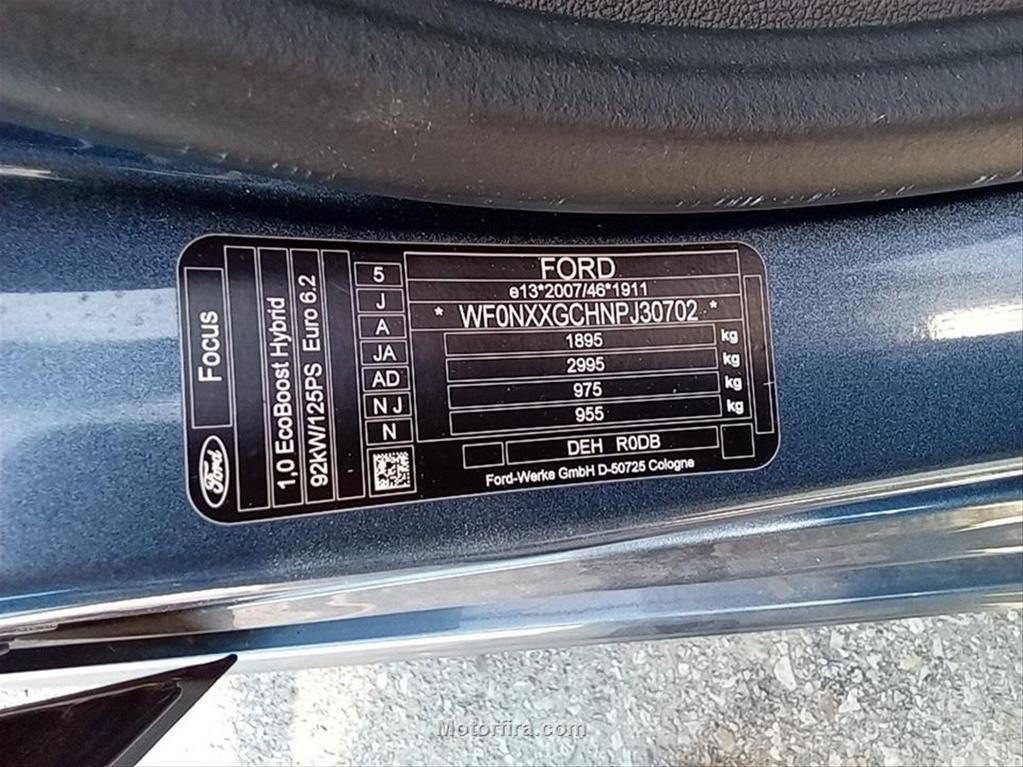 FORD
e13*2007/46*1911
* WF0NXXGCHNPJ30702 *
1895 kg
2995 kg
975 kg
955 kg
DEH R0DB
Ford-Werke GmbH D-50725 Cologne
5
J
A
JA
AD
N J
N
Ford
Focus
1,0 EcoBoost Hybrid
92kW/125PS Euro 6.2
Motorfira.com